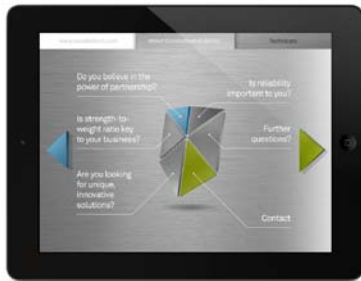 Technicals
Do you believe in the
power of partnership?
Is reliability
important to you?
Is strength-to-
weight ratio key
to your business?
Further
questions?
Are you looking
for unique,
innovative
solutions?
Contact